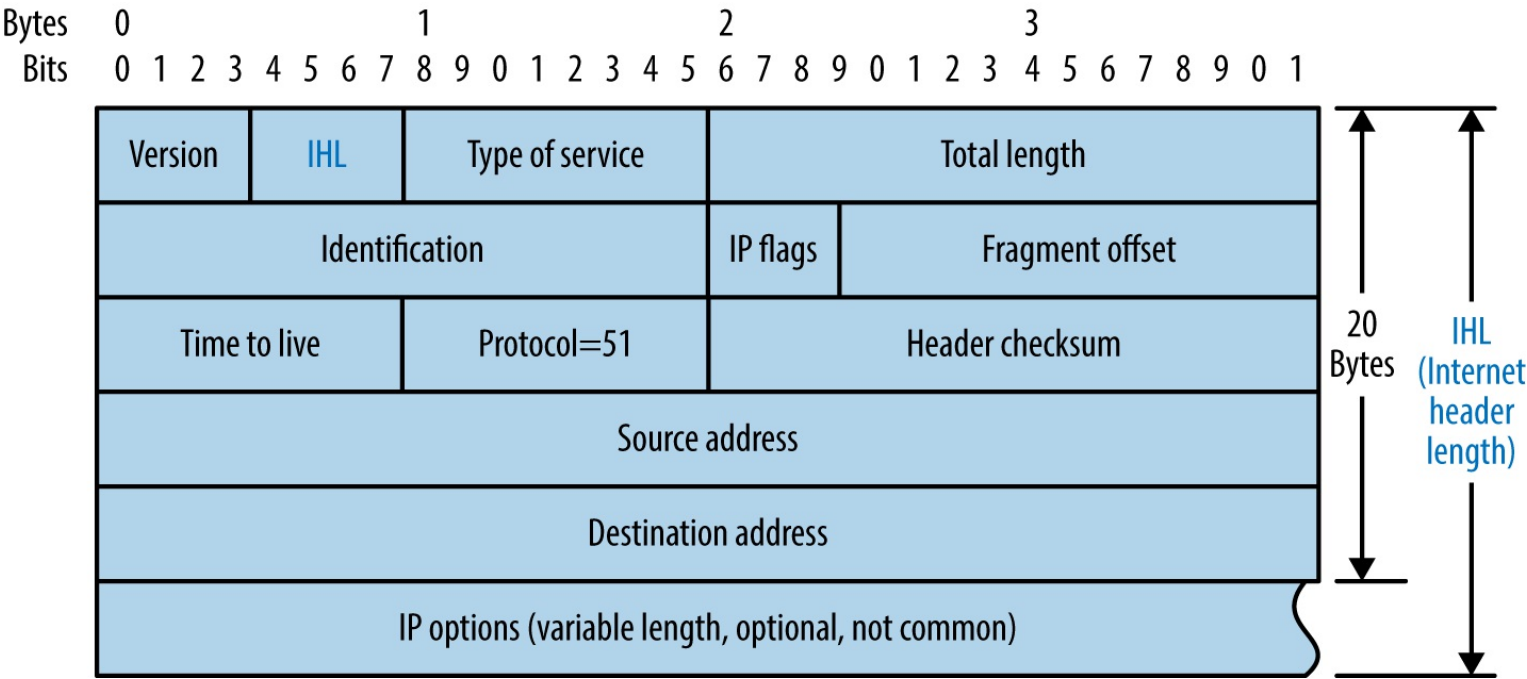 Bytes 0 1 2 3
Bits 0 1 2 3 4 5 6 7 8 9 0 1 2 3 4 5 6 7 8 9 0 1 2 3 4 5 6 7 8 9 0 1
Version IHL Type of service Total length
Identification IP flags Fragment offset
Time to live Protocol=51 Header checksum
Source address
Destination address
IP options (variable length, optional, not common)
20
Bytes
IHL
(Internet
header
length)